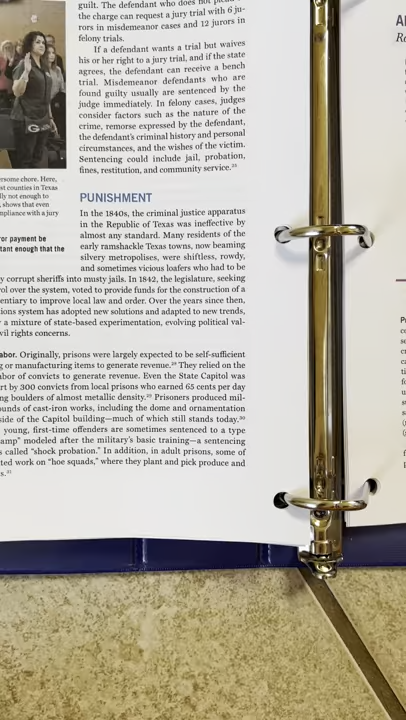 guilt. The defendant who does not
the charge can request a jury trial with 6 ju-
rors in misdemeanor cases and 12 jurors in
felony trials.
If a defendant wants a trial but waives
his or her right to a jury trial, and if the state
agrees, the defendant can receive a bench
trial. Misdemeanor defendants who are
found guilty usually are sentenced by the
judge immediately. In felony cases, judges
consider factors such as the nature of the
crime, remorse expressed by the defendant,
the defendant's criminal history and personal
circumstances, and the wishes of the victim.
Sentencing could include jail, probation,
fines, restitution, and community service.
ersome chore. Here,
st counties in Texas
lly not enough to
shows that even
mpliance with a jury
or payment be
tant enough that the
PUNISHMENT
In the 1840s, the criminal justice apparatus
in the Republic of Texas was ineffective by
almost any standard. Many residents of the
early ramshackle Texas towns, now beaming
silvery metropolises, were shiftless, rowdy,
and sometimes vicious loafers who had to be
y corrupt sheriffs into musty jails. In 1842, the legislature, seeking
rol over the system, voted to provide funds for the construction of a
entiary to improve local law and order. Over the years since then,
ions system has adopted new solutions and adapted to new trends,
a mixture of state-based experimentation, evolving political val-
vil rights concerns.
abor. Originally, prisons were largely expected to be self-sufficient
g or manufacturing items to generate revenue.²⁸ They relied on the
abor of convicts to generate revenue. Even the State Capitol was
rt by 300 convicts from local prisons who earned 65 cents per day
ng boulders of almost metallic density.²⁹ Prisoners produced mil-
ounds of cast-iron works, including the dome and ornamentation
side of the Capitol building—much of which still stands today.³⁰
young, first-time offenders are sometimes sentenced to a type
amp" modeled after the military's basic training—a sentencing
s called "shock probation." In addition, in adult prisons, some of
ted work on "hoe squads," where they plant and pick produce and
s.³¹